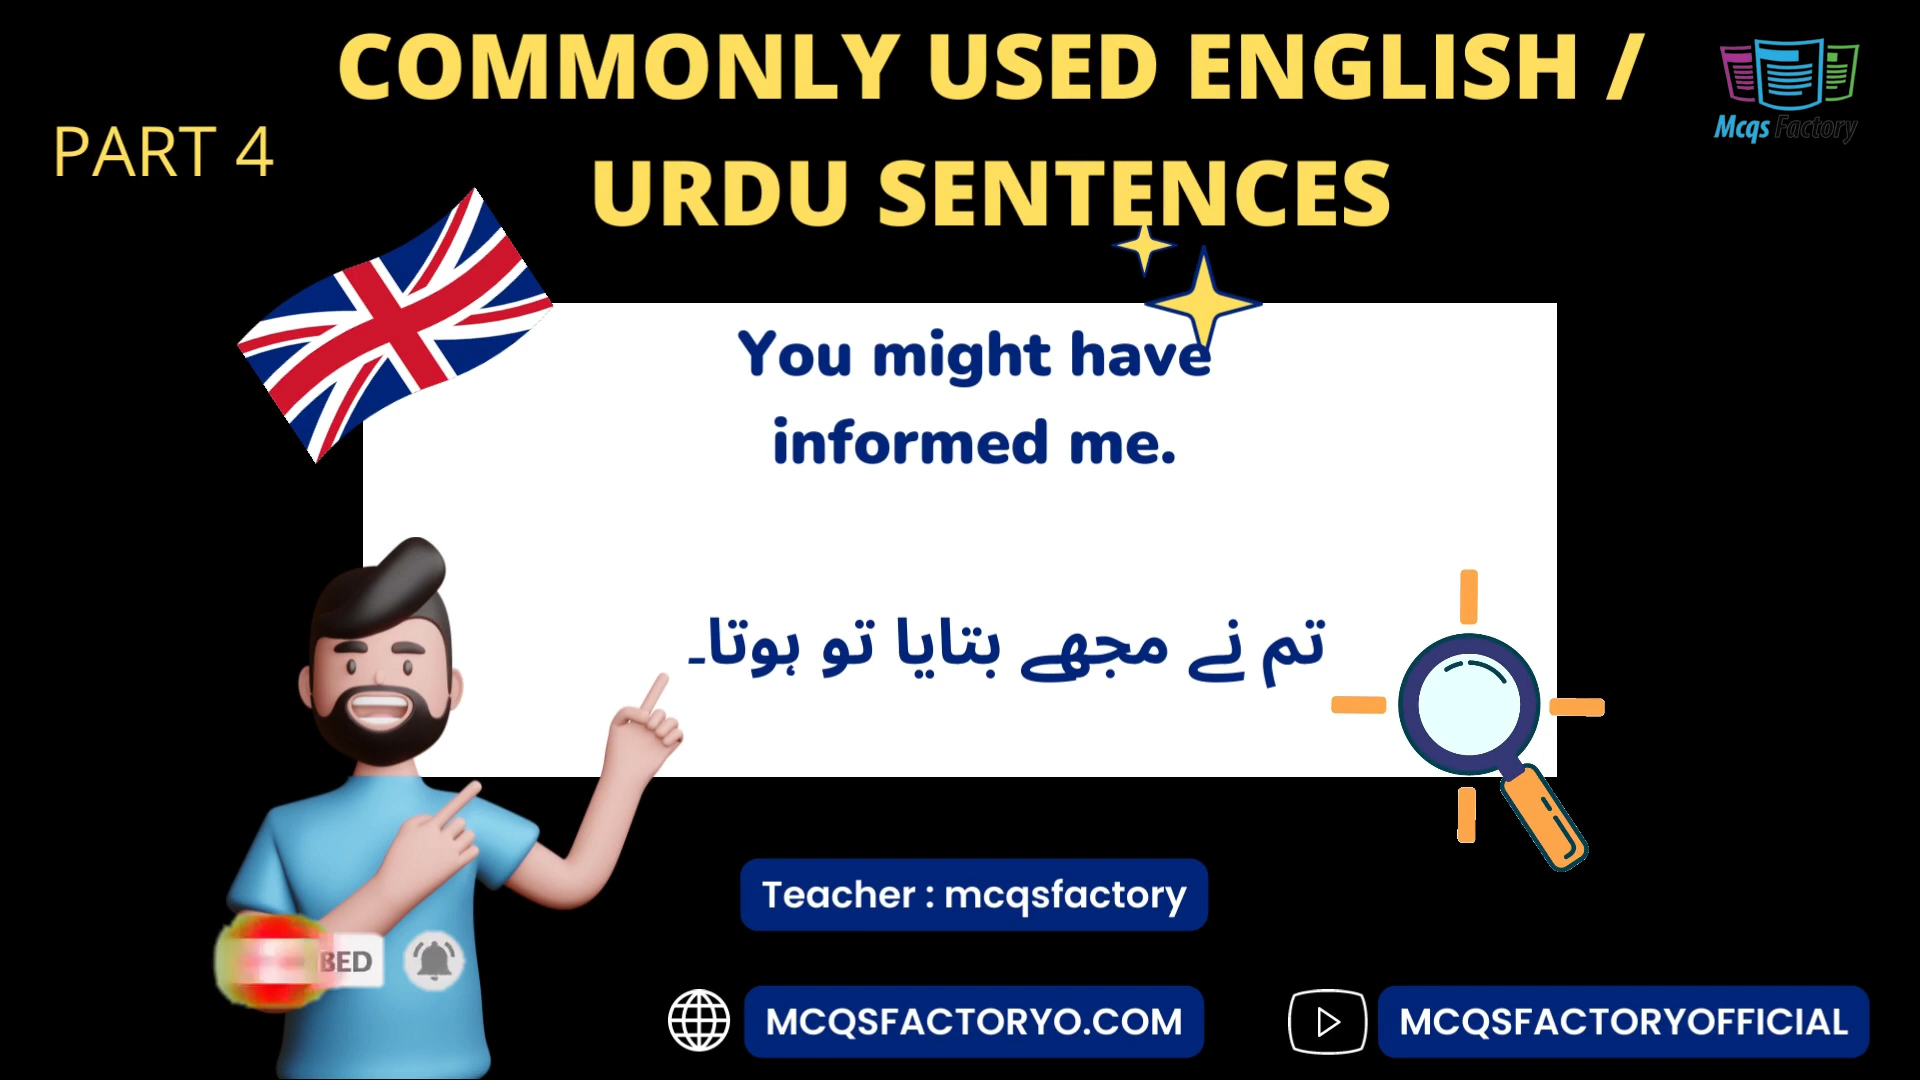 COMMONLY USED ENGLISH /
URDU SENTENCES
PART 4
Mcqs Factory
You might have
informed me.
تم نے مجھے بتایا تو ہوتا۔
Teacher : mcqsfactory
BED
MCQSFACTORYO.COM
MCQSFACTORYOFFICIAL